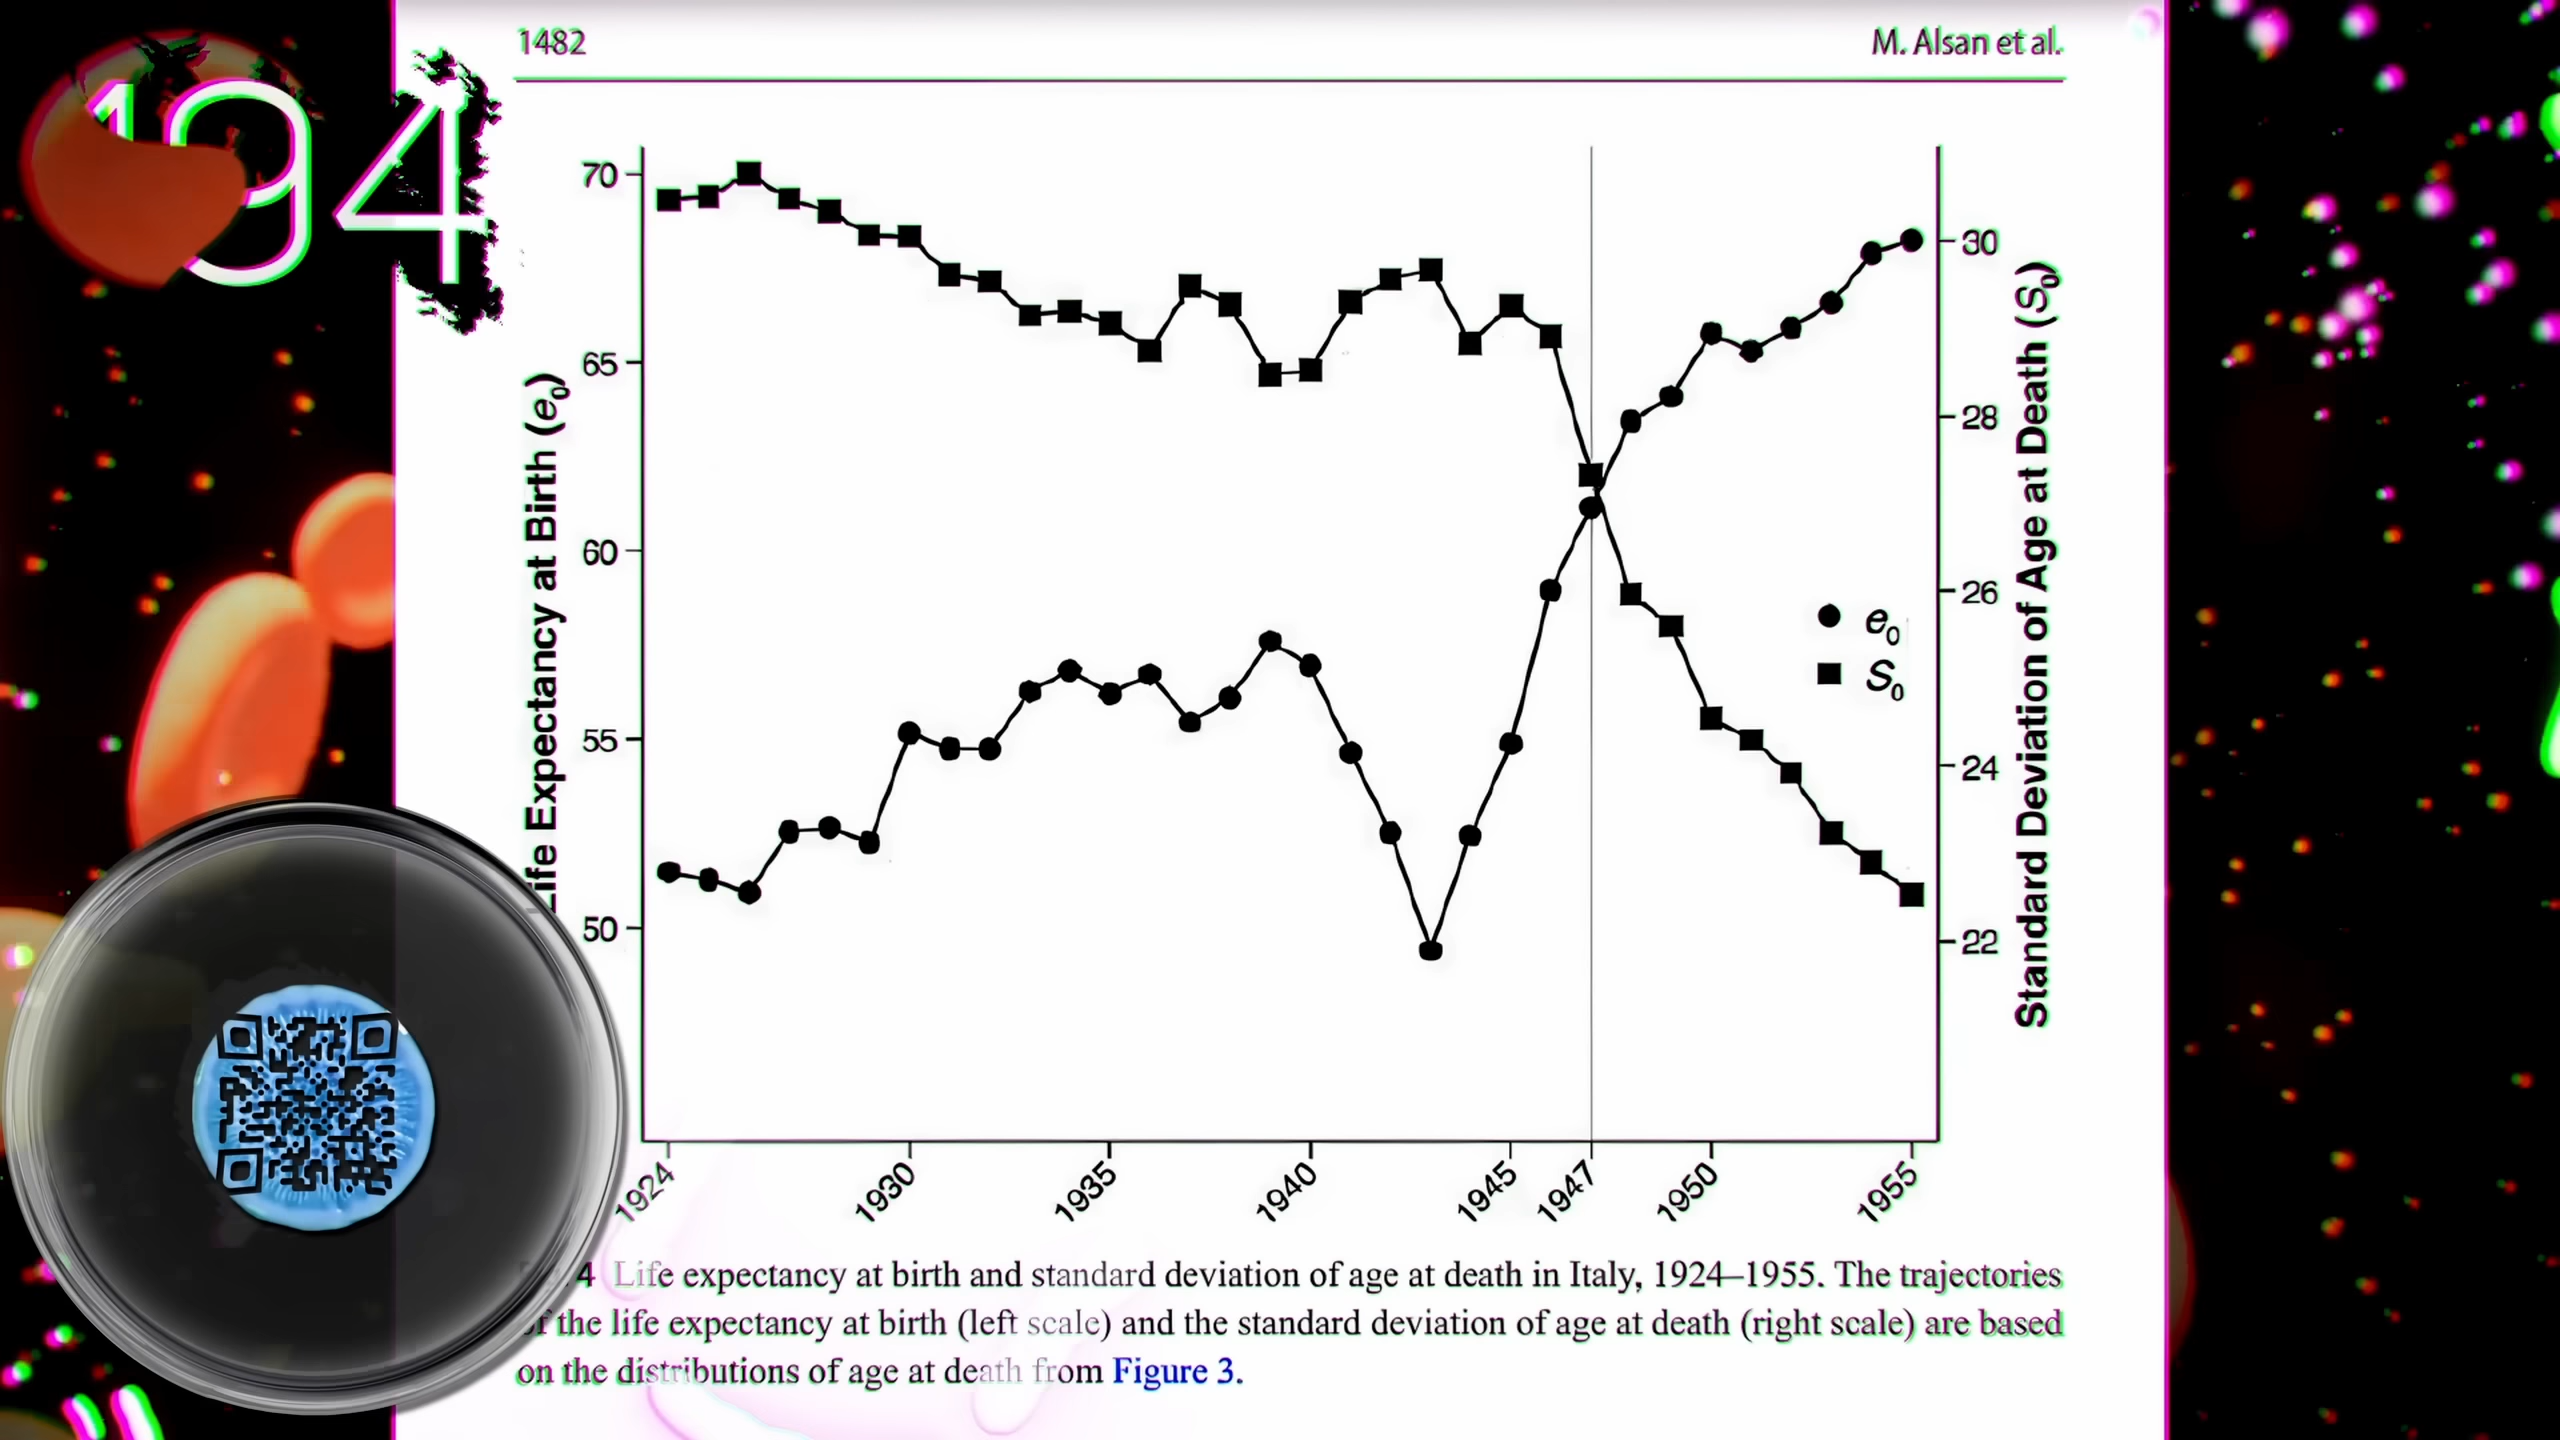 194
1482
M. Alsan et al.
Life Expectancy at Birth (e0)
70
65
60
55
50
30
28
26
24
22
Standard Deviation of Age at Death (S0)
e0
S0
1924
1930
1935
1940
1945
1947
1950
1955
4 Life expectancy at birth and standard deviation of age at death in Italy, 1924–1955. The trajectories
of the life expectancy at birth (left scale) and the standard deviation of age at death (right scale) are based
on the distributions of age at death from Figure 3.